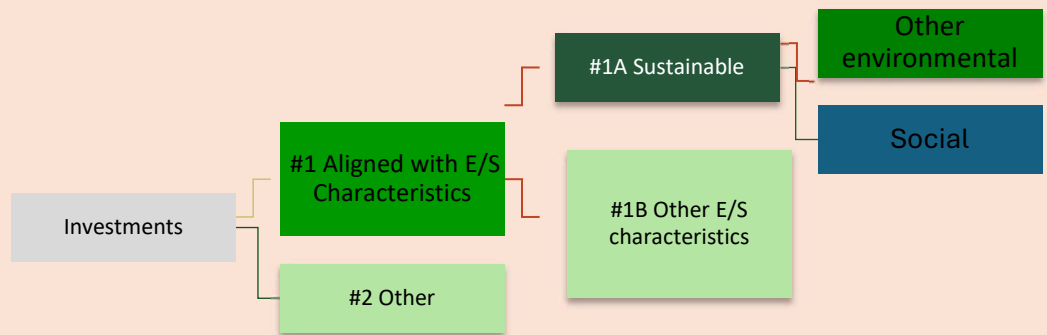 Investments
#1 Aligned with E/S
Characteristics
#2 Other
#1A Sustainable
#1B Other E/S
characteristics
Other
environmental
Social